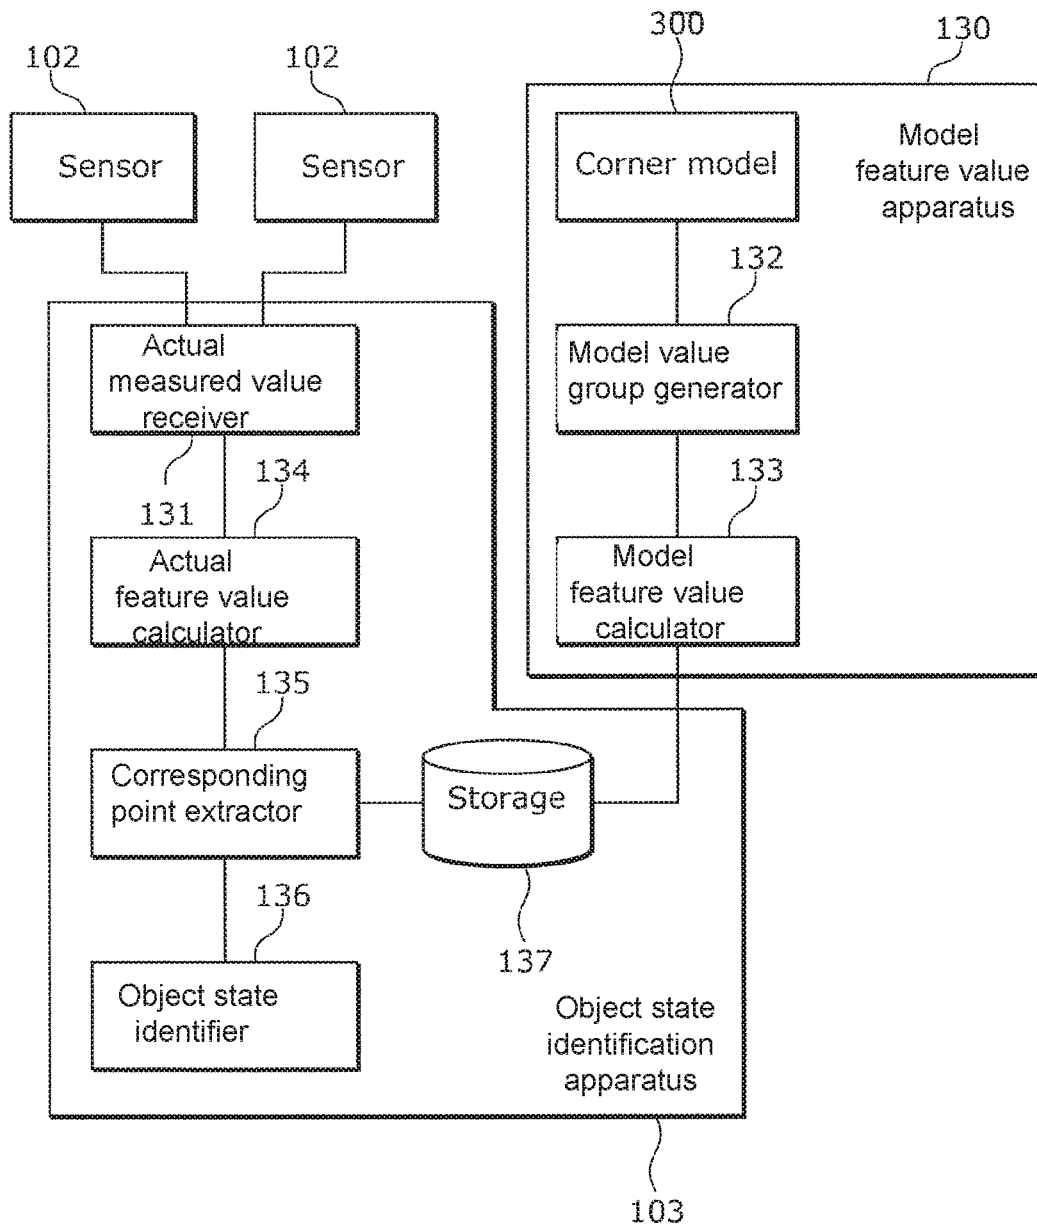 300
130
102
102
Sensor
Sensor
Corner model
Model
feature value
apparatus
132
Actual
measured value
receiver
Model value
group generator
131
134
133
Actual
feature value
calculator
Model
feature value
calculator
135
Corresponding
point extractor
Storage
136
137
Object state
identifier
Object state
identification
apparatus
103